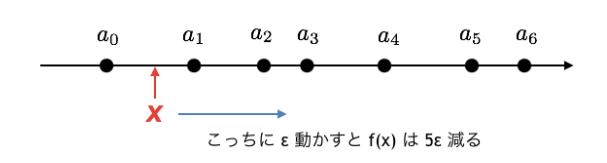 a₀ a₁ a₂ a₃ a₄ a₅ a₆
x
こっちに ε 動かすと f(x) は 5ε 減る